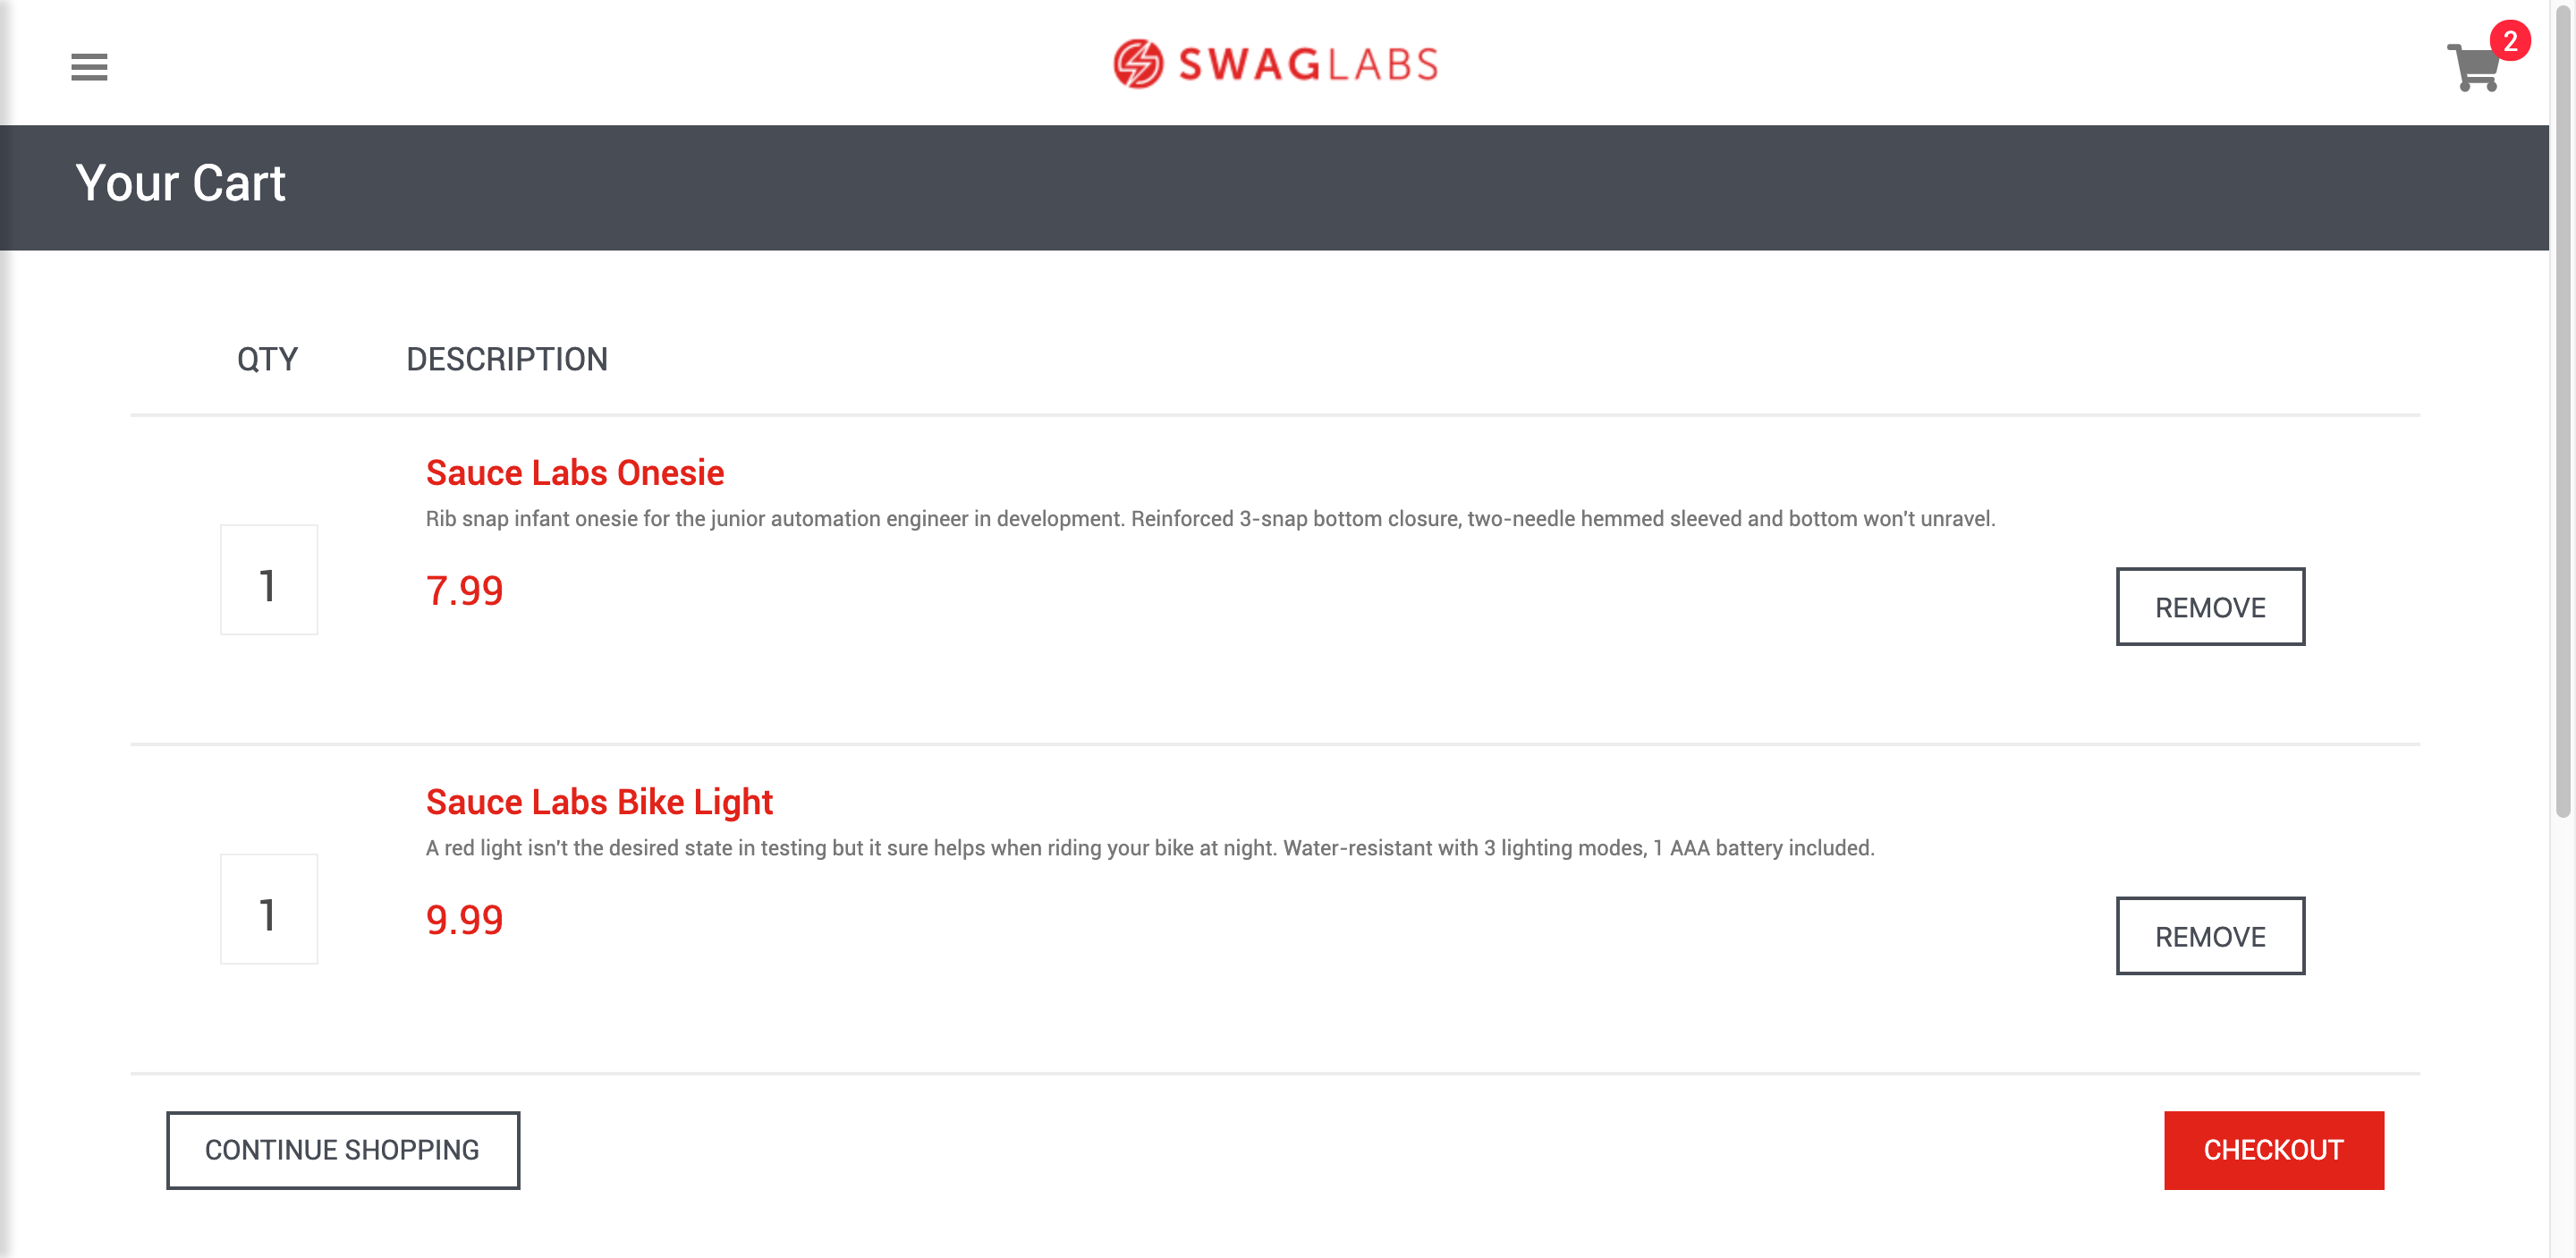 SWAGLABS
2
Your Cart
QTY DESCRIPTION
Sauce Labs Onesie
Rib snap infant onesie for the junior automation engineer in development. Reinforced 3-snap bottom closure, two-needle hemmed sleeved and bottom won't unravel.
1
7.99
REMOVE
Sauce Labs Bike Light
A red light isn't the desired state in testing but it sure helps when riding your bike at night. Water-resistant with 3 lighting modes, 1 AAA battery included.
1
9.99
REMOVE
CONTINUE SHOPPING
CHECKOUT